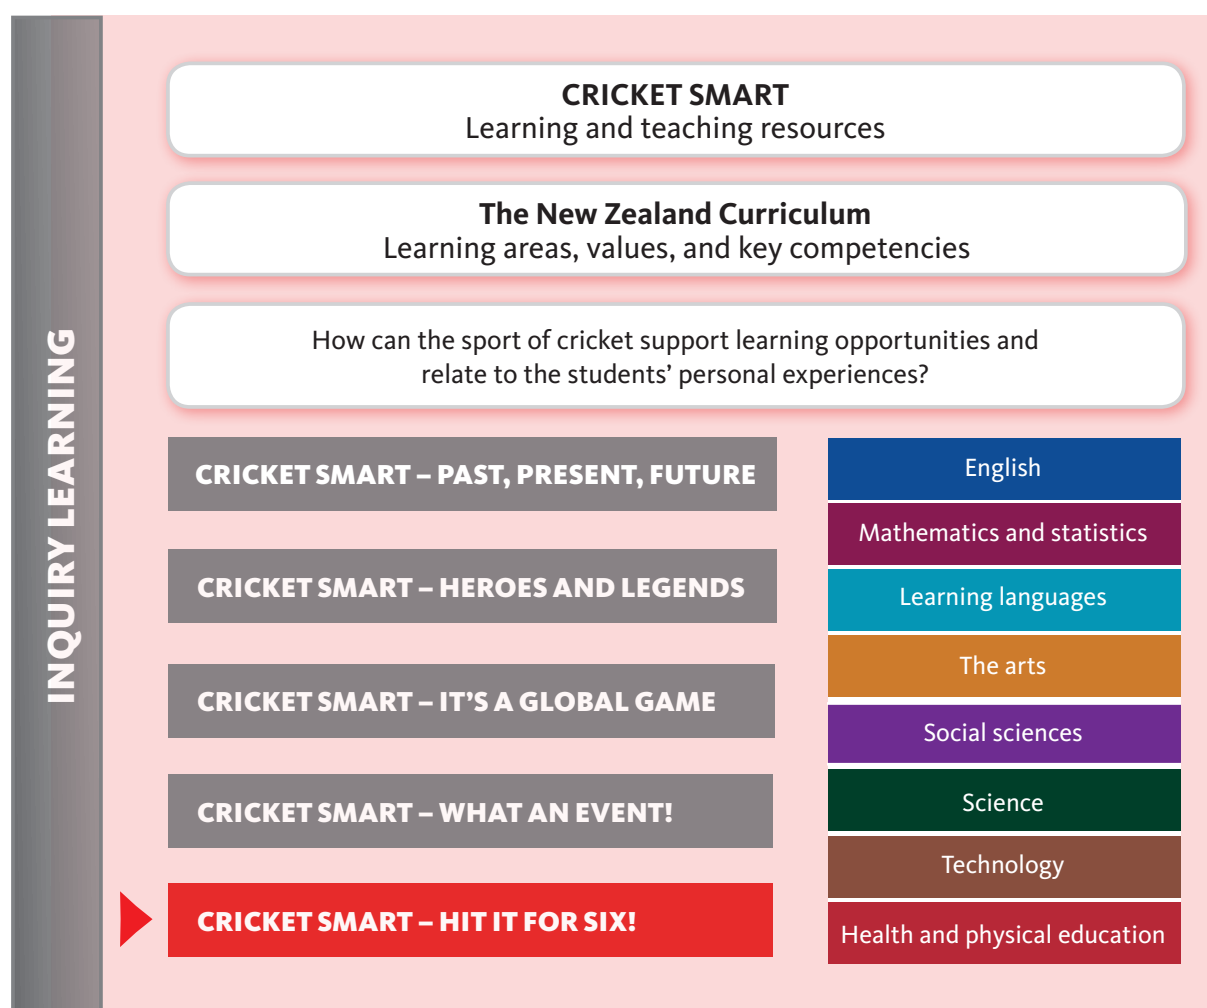 INQUIRY LEARNING
CRICKET SMART
Learning and teaching resources
The New Zealand Curriculum
Learning areas, values, and key competencies
How can the sport of cricket support learning opportunities and
relate to the students’ personal experiences?
CRICKET SMART – PAST, PRESENT, FUTURE
CRICKET SMART – HEROES AND LEGENDS
CRICKET SMART – IT’S A GLOBAL GAME
CRICKET SMART – WHAT AN EVENT!
CRICKET SMART – HIT IT FOR SIX!
English
Mathematics and statistics
Learning languages
The arts
Social sciences
Science
Technology
Health and physical education